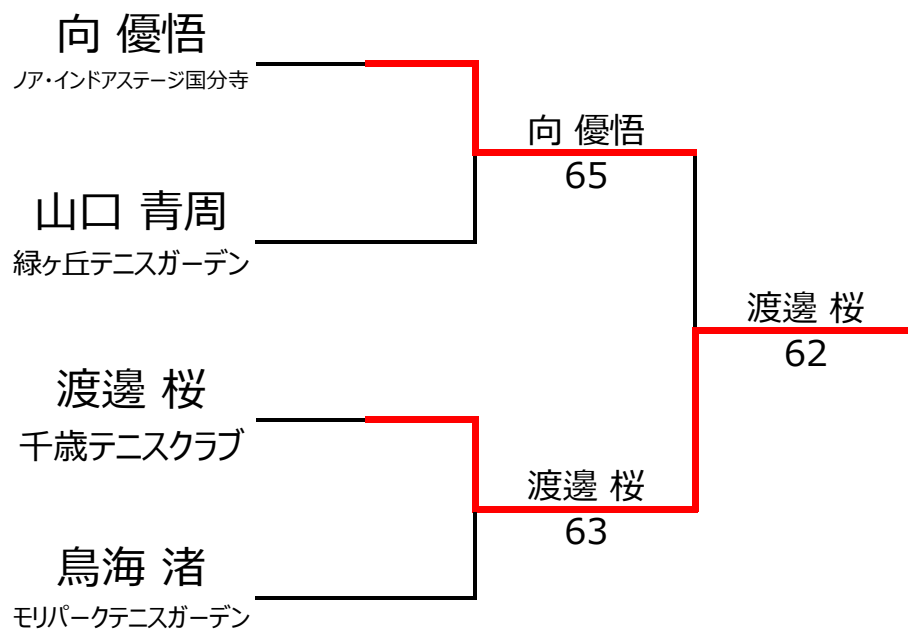 向 優悟
ノア・インドアステージ国分寺
山口 青周
緑ヶ丘テニスガーデン
渡邊 桜
千歳テニスクラブ
鳥海 渚
モリパークテニスガーデン
向 優悟
65
渡邊 桜
63
渡邊 桜
62